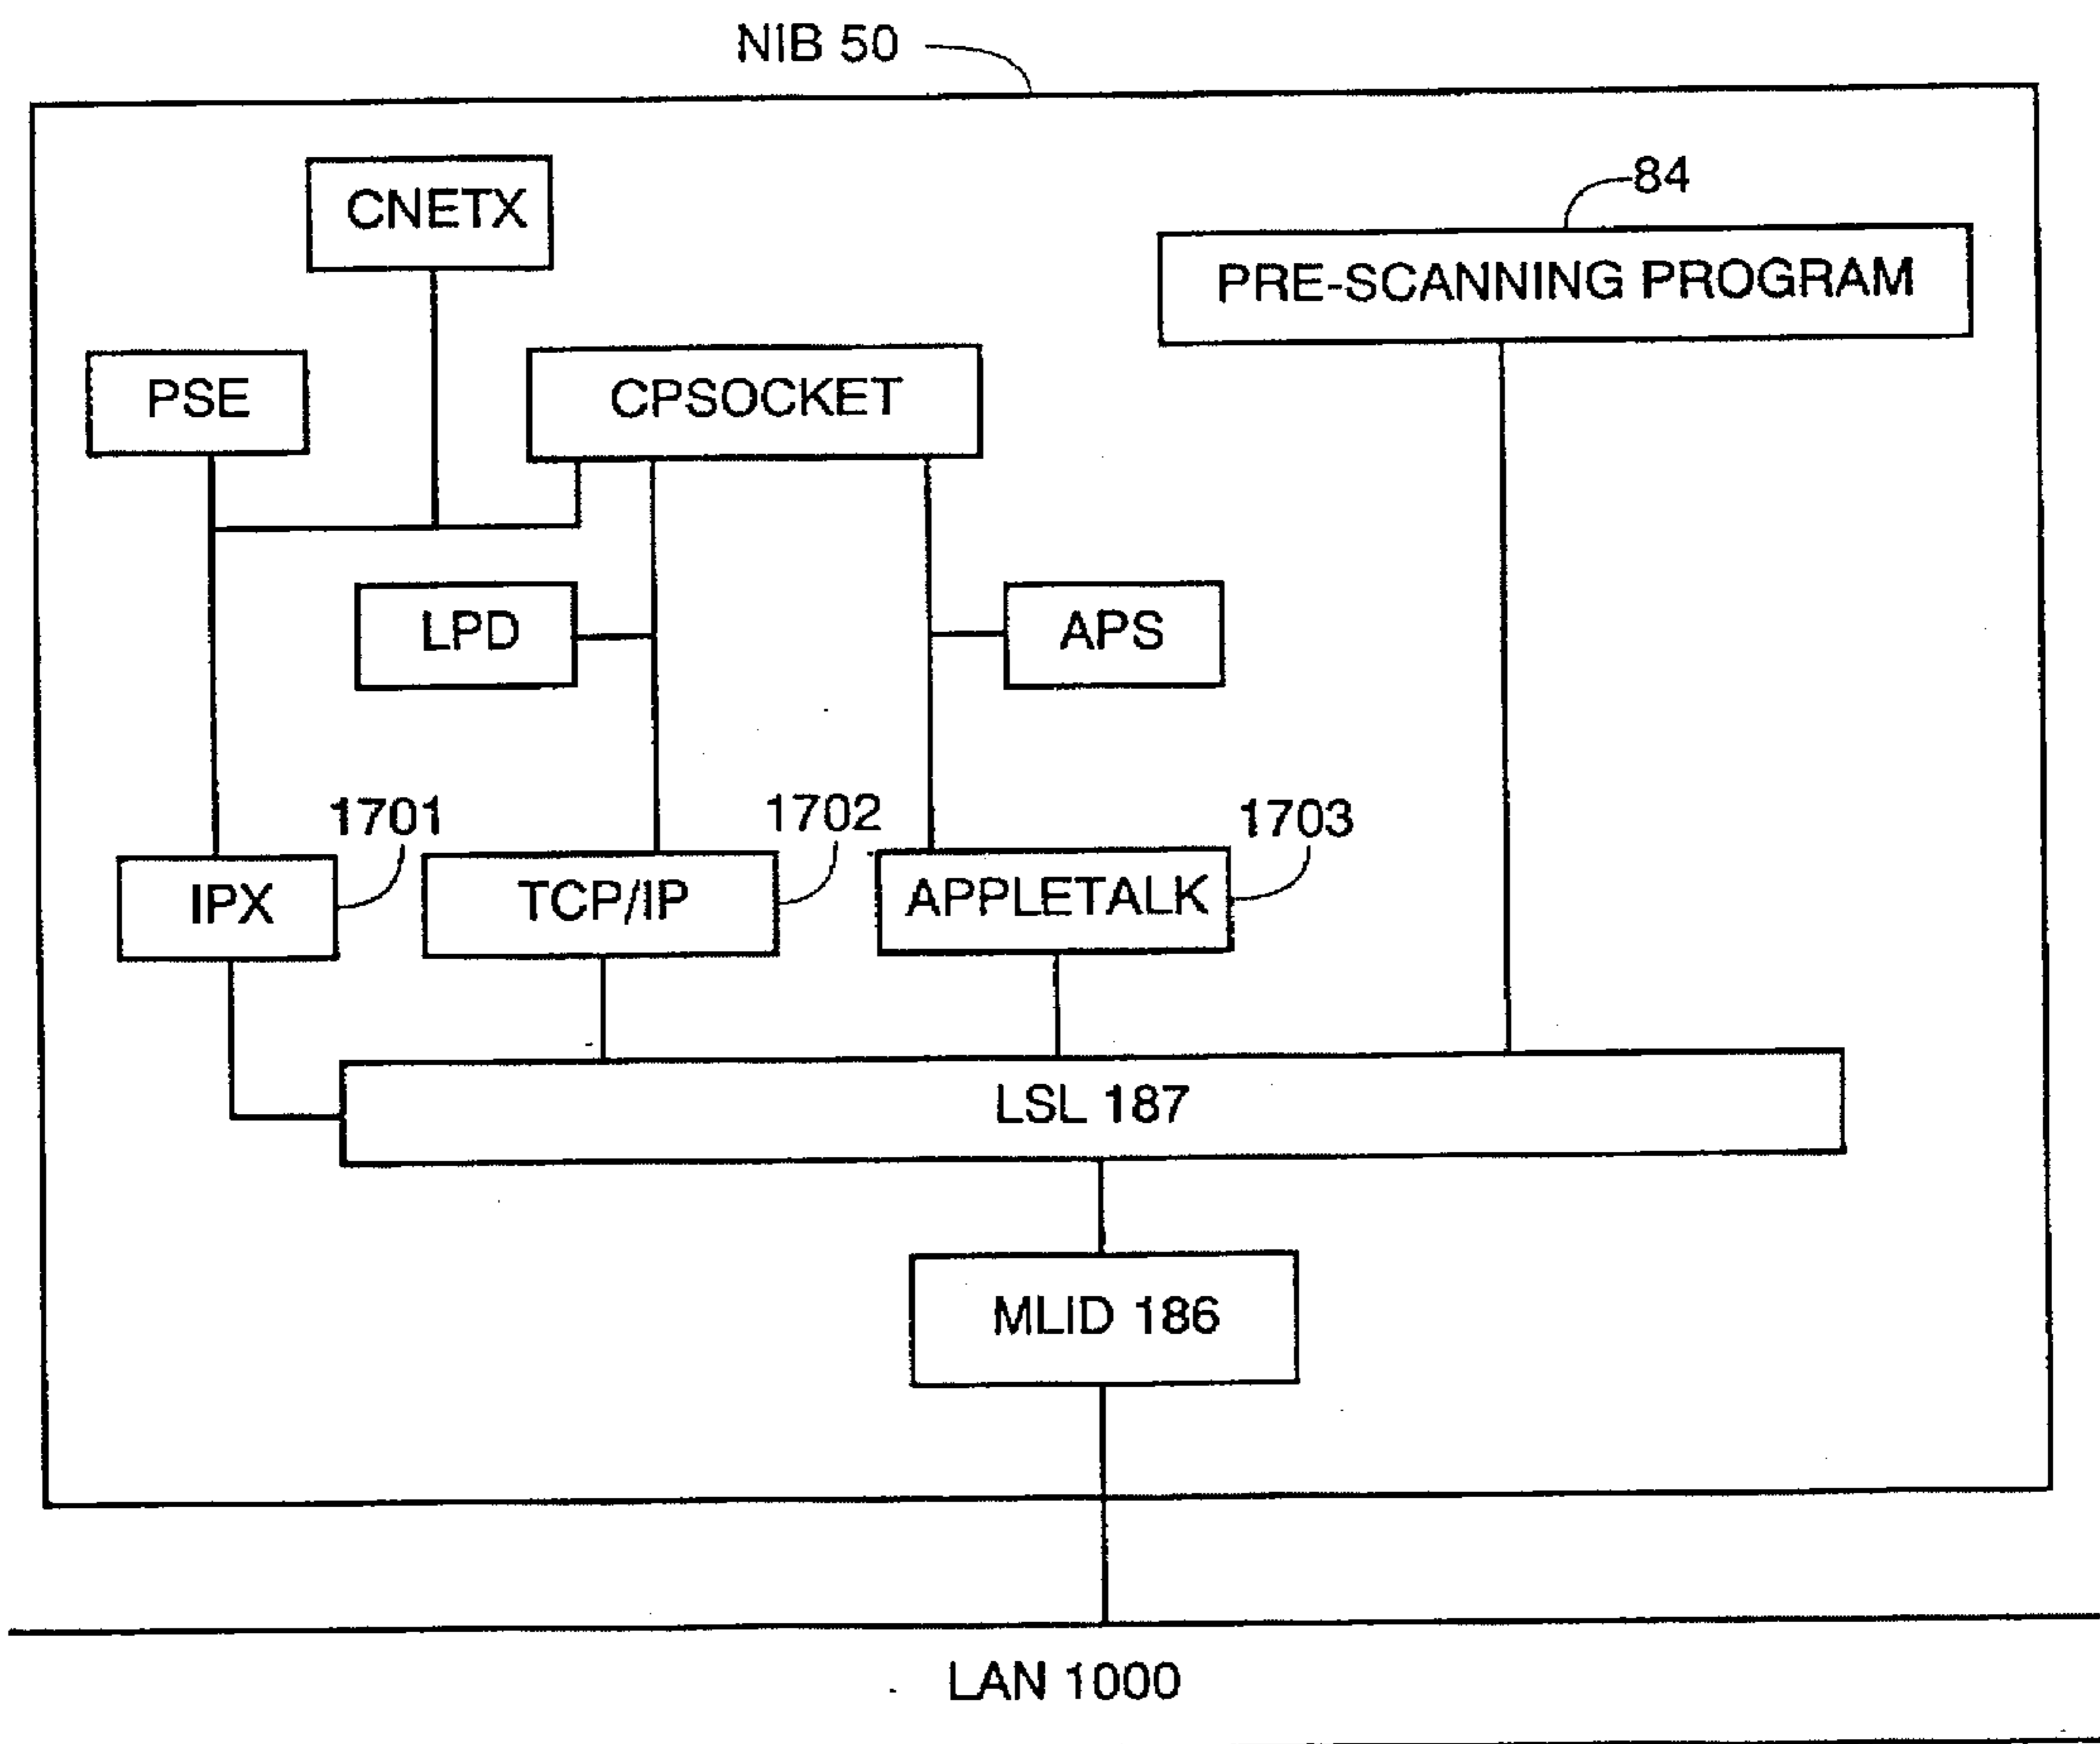 NIB 50
CNETX
84
PRE-SCANNING PROGRAM
PSE
CPSOCKET
LPD
APS
1701
1702
1703
IPX
TCP/IP
APPLETALK
LSL 187
MLID 186
LAN 1000